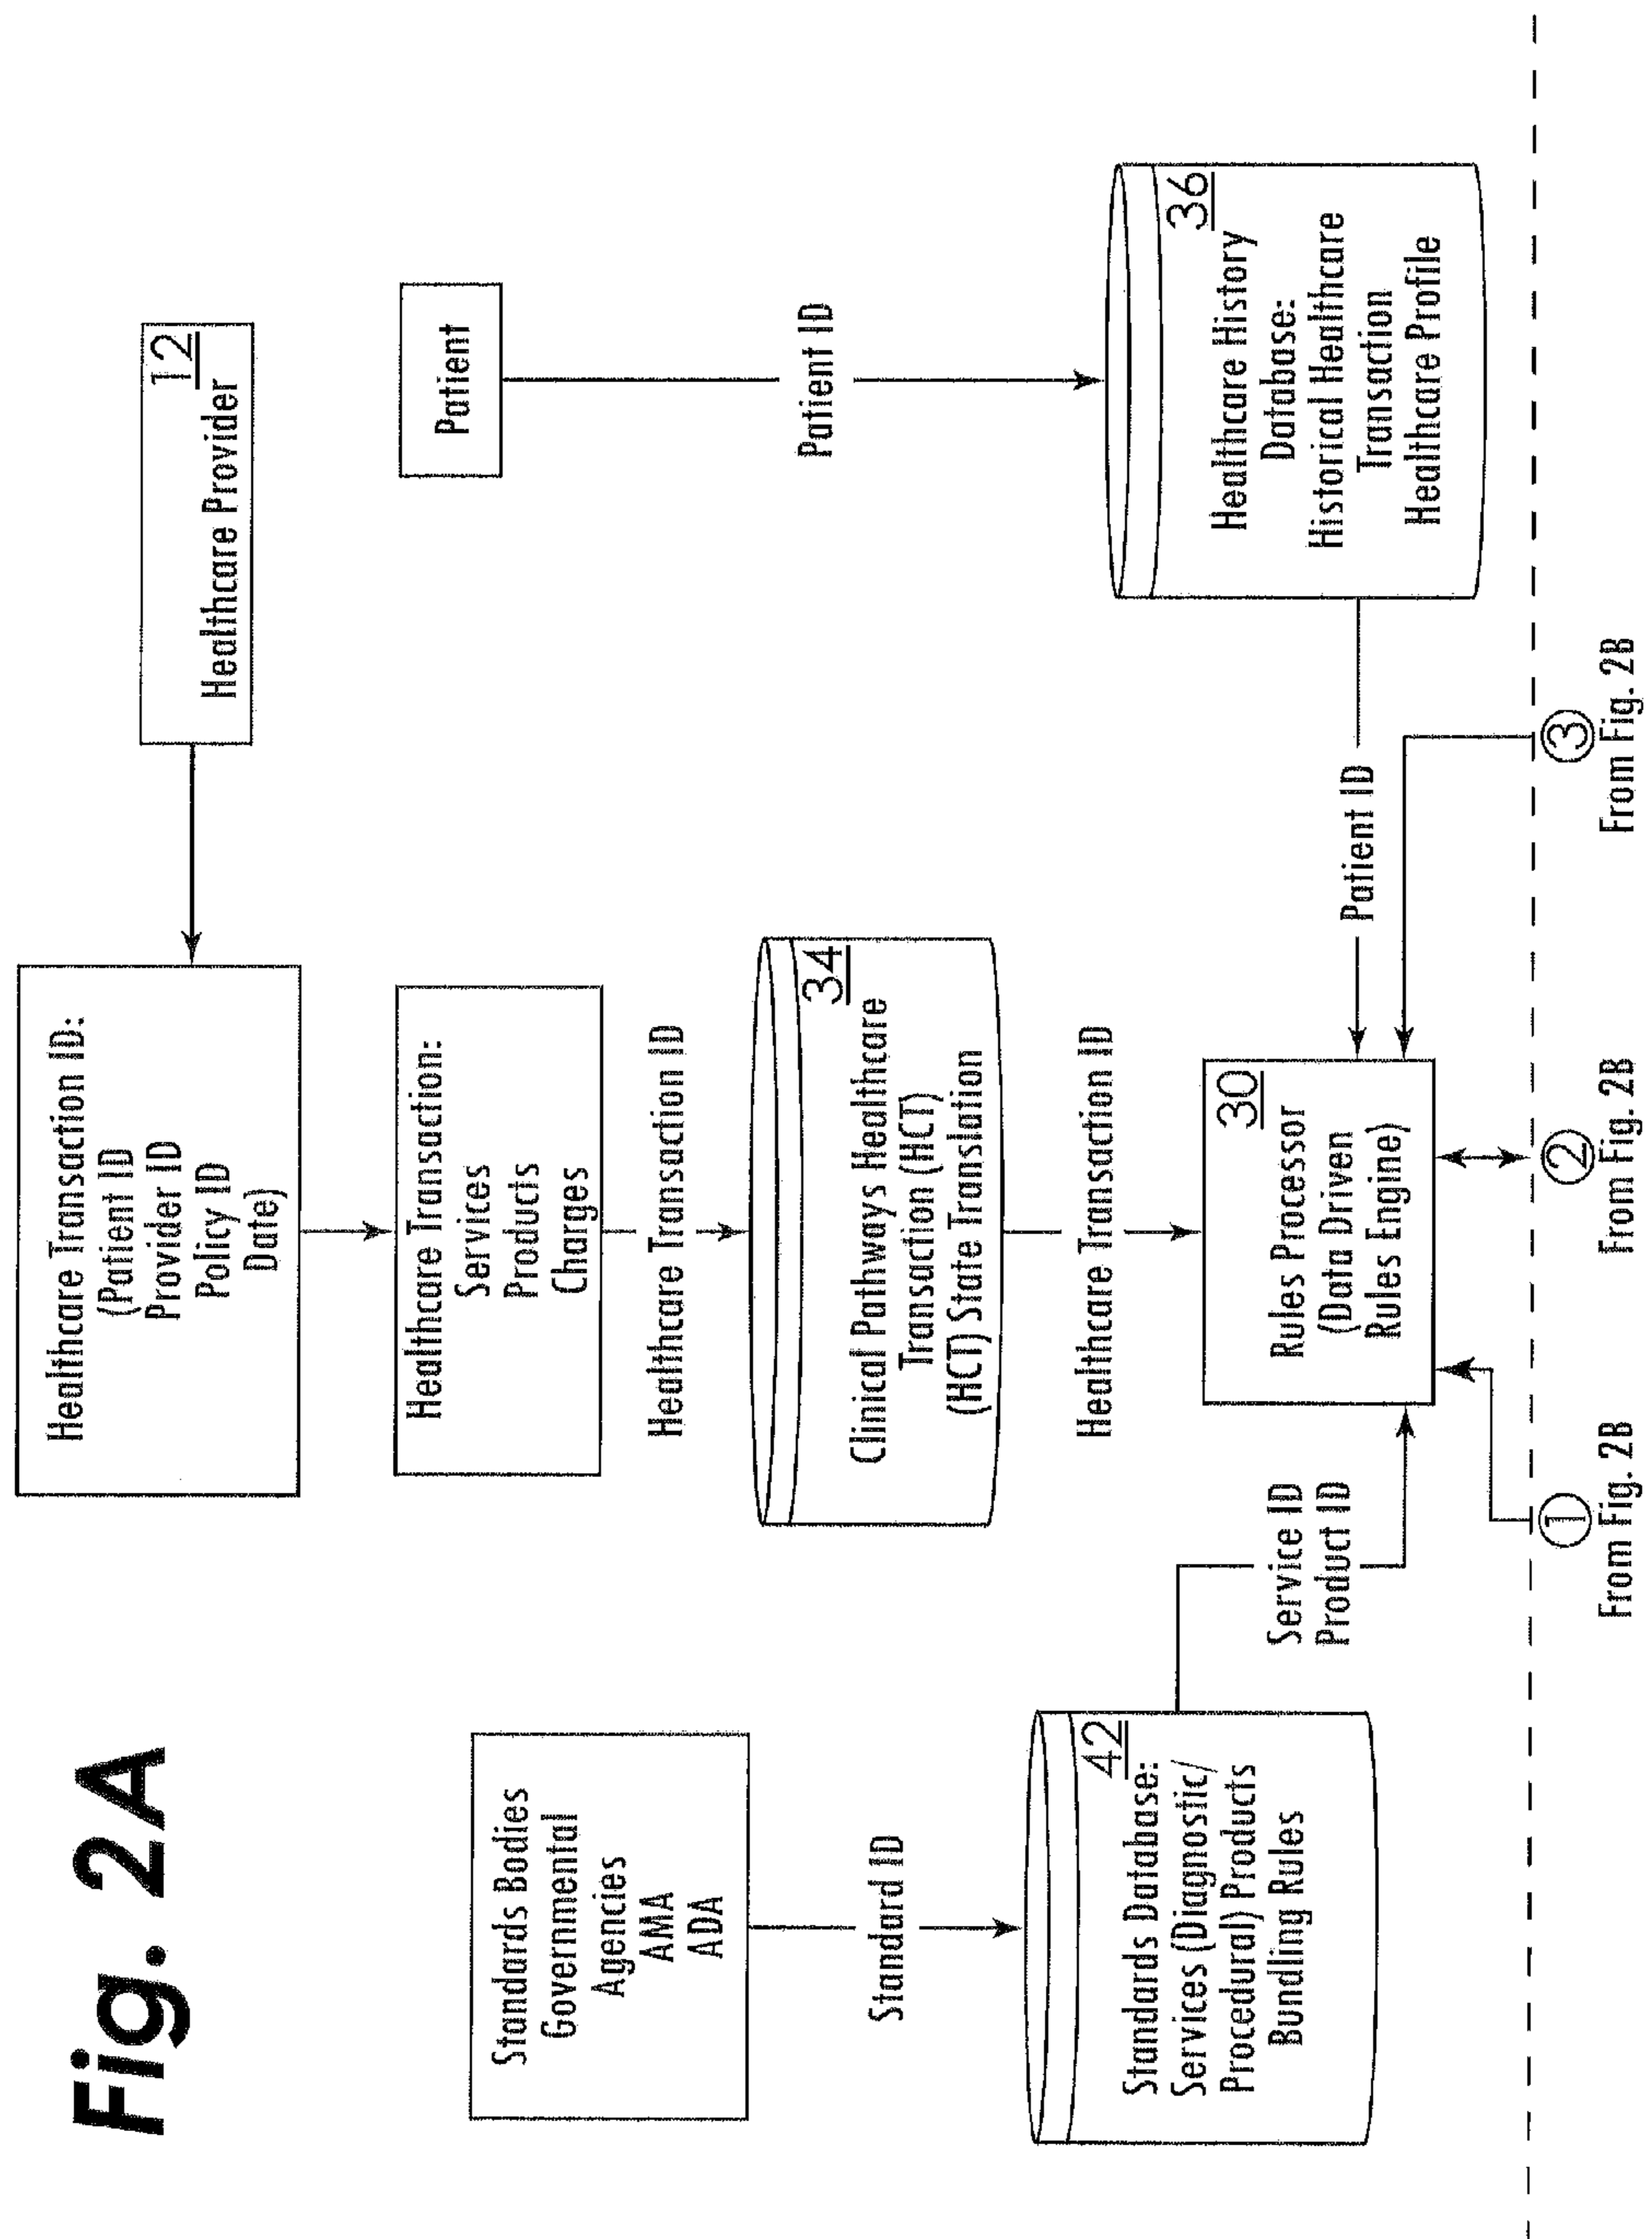 Fig. 2A
12
Healthcare Provider
Healthcare Transaction ID:
(Patient ID
Provider ID
Policy ID
Date)
Patient
Healthcare Transaction:
Services
Products
Charges
Standards Bodies
Governmental
Agencies
AMA
ADA
Healthcare Transaction ID
Patient ID
Standard ID
34
Clinical Pathways Healthcare
Transaction (HCT)
(HCT) State Translation
36
Healthcare History
Database:
Historical Healthcare
Transaction
Healthcare Profile
42
Standards Database:
Services (Diagnostic/
Procedural) Products
Bundling Rules
Healthcare Transaction ID
Service ID
Product ID
30
Rules Processor
(Data Driven
Rules Engine)
Patient ID
1
From Fig. 2B
2
From Fig. 2B
3
From Fig. 2B